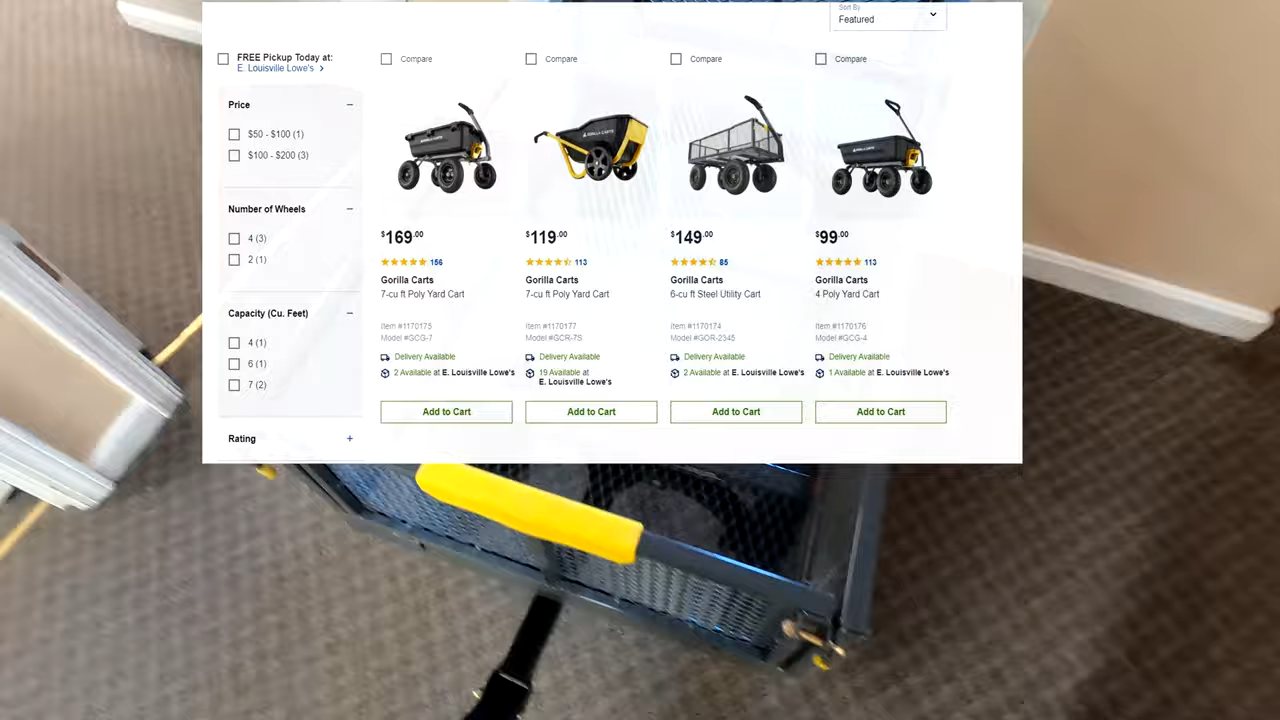 Sort By
Featured
FREE Pickup Today at:
E. Louisville Lowe's >
Price
$50 - $100 (1)
$100 - $200 (3)
Number of Wheels
4 (3)
2 (1)
Capacity (Cu. Feet)
4 (1)
6 (1)
7 (2)
Rating
Compare
GORILLA CARTS
$169.00
156
Gorilla Carts
7-cu ft Poly Yard Cart
Item #1170175
Model #GCG-7
Delivery Available
2 Available at E. Louisville Lowe's
Add to Cart
Compare
GORILLA CARTS
$119.00
113
Gorilla Carts
7-cu ft Poly Yard Cart
Item #1170177
Model #GCR-7S
Delivery Available
19 Available at
E. Louisville Lowe's
Add to Cart
Compare
$149.00
85
Gorilla Carts
6-cu ft Steel Utility Cart
Item #1170174
Model #GOR-2345
Delivery Available
2 Available at E. Louisville Lowe's
Add to Cart
Compare
GORILLA CARTS
$99.00
113
Gorilla Carts
4 Poly Yard Cart
Item #1170176
Model #GCG-4
Delivery Available
1 Available at E. Louisville Lowe's
Add to Cart